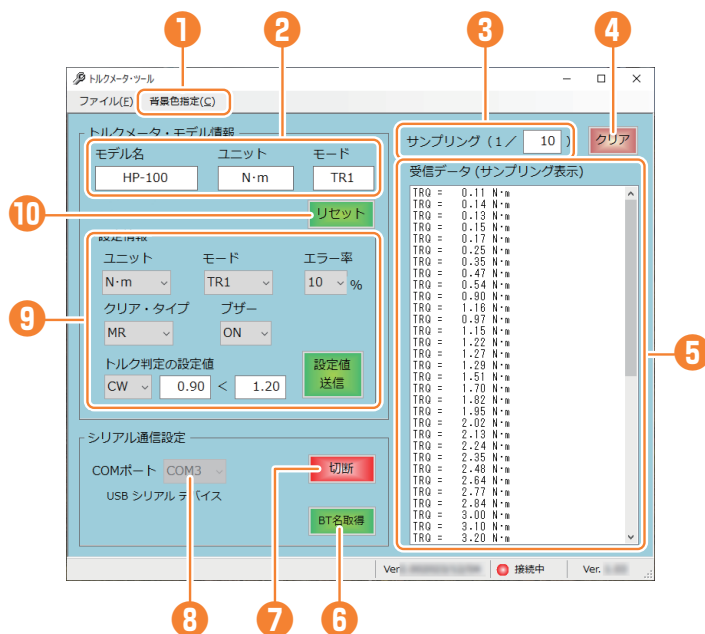 1 2 3 4
トルクメータ・ツール
ファイル(F) 背景色指定(C)
トルクメータ・モデル情報
モデル名 ユニット モード
HP-100 N·m TR1
リセット
10
設定情報
ユニット モード エラー率
N·m TR1 10 %
クリア・タイプ ブザー
MR ON
9
トルク判定の設定値
CW 0.90 < 1.20
設定値
送信
シリアル通信設定
COMポート COM3
USB シリアル デバイス
切断
BT名取得
サンプリング (1／ 10 )
クリア
受信データ (サンプリング表示)
TRQ = 0.11 N·m
TRQ = 0.14 N·m
TRQ = 0.13 N·m
TRQ = 0.15 N·m
TRQ = 0.17 N·m
TRQ = 0.25 N·m
TRQ = 0.35 N·m
TRQ = 0.47 N·m
TRQ = 0.54 N·m
TRQ = 0.90 N·m
TRQ = 1.16 N·m
TRQ = 0.97 N·m
TRQ = 1.15 N·m
TRQ = 1.22 N·m
TRQ = 1.27 N·m
TRQ = 1.29 N·m
TRQ = 1.51 N·m
TRQ = 1.70 N·m
TRQ = 1.82 N·m
TRQ = 1.95 N·m
TRQ = 2.02 N·m
TRQ = 2.13 N·m
TRQ = 2.24 N·m
TRQ = 2.35 N·m
TRQ = 2.48 N·m
TRQ = 2.64 N·m
TRQ = 2.77 N·m
TRQ = 2.84 N·m
TRQ = 3.00 N·m
TRQ = 3.10 N·m
TRQ = 3.20 N·m
5
Ver 接続中 Ver.
8 7 6